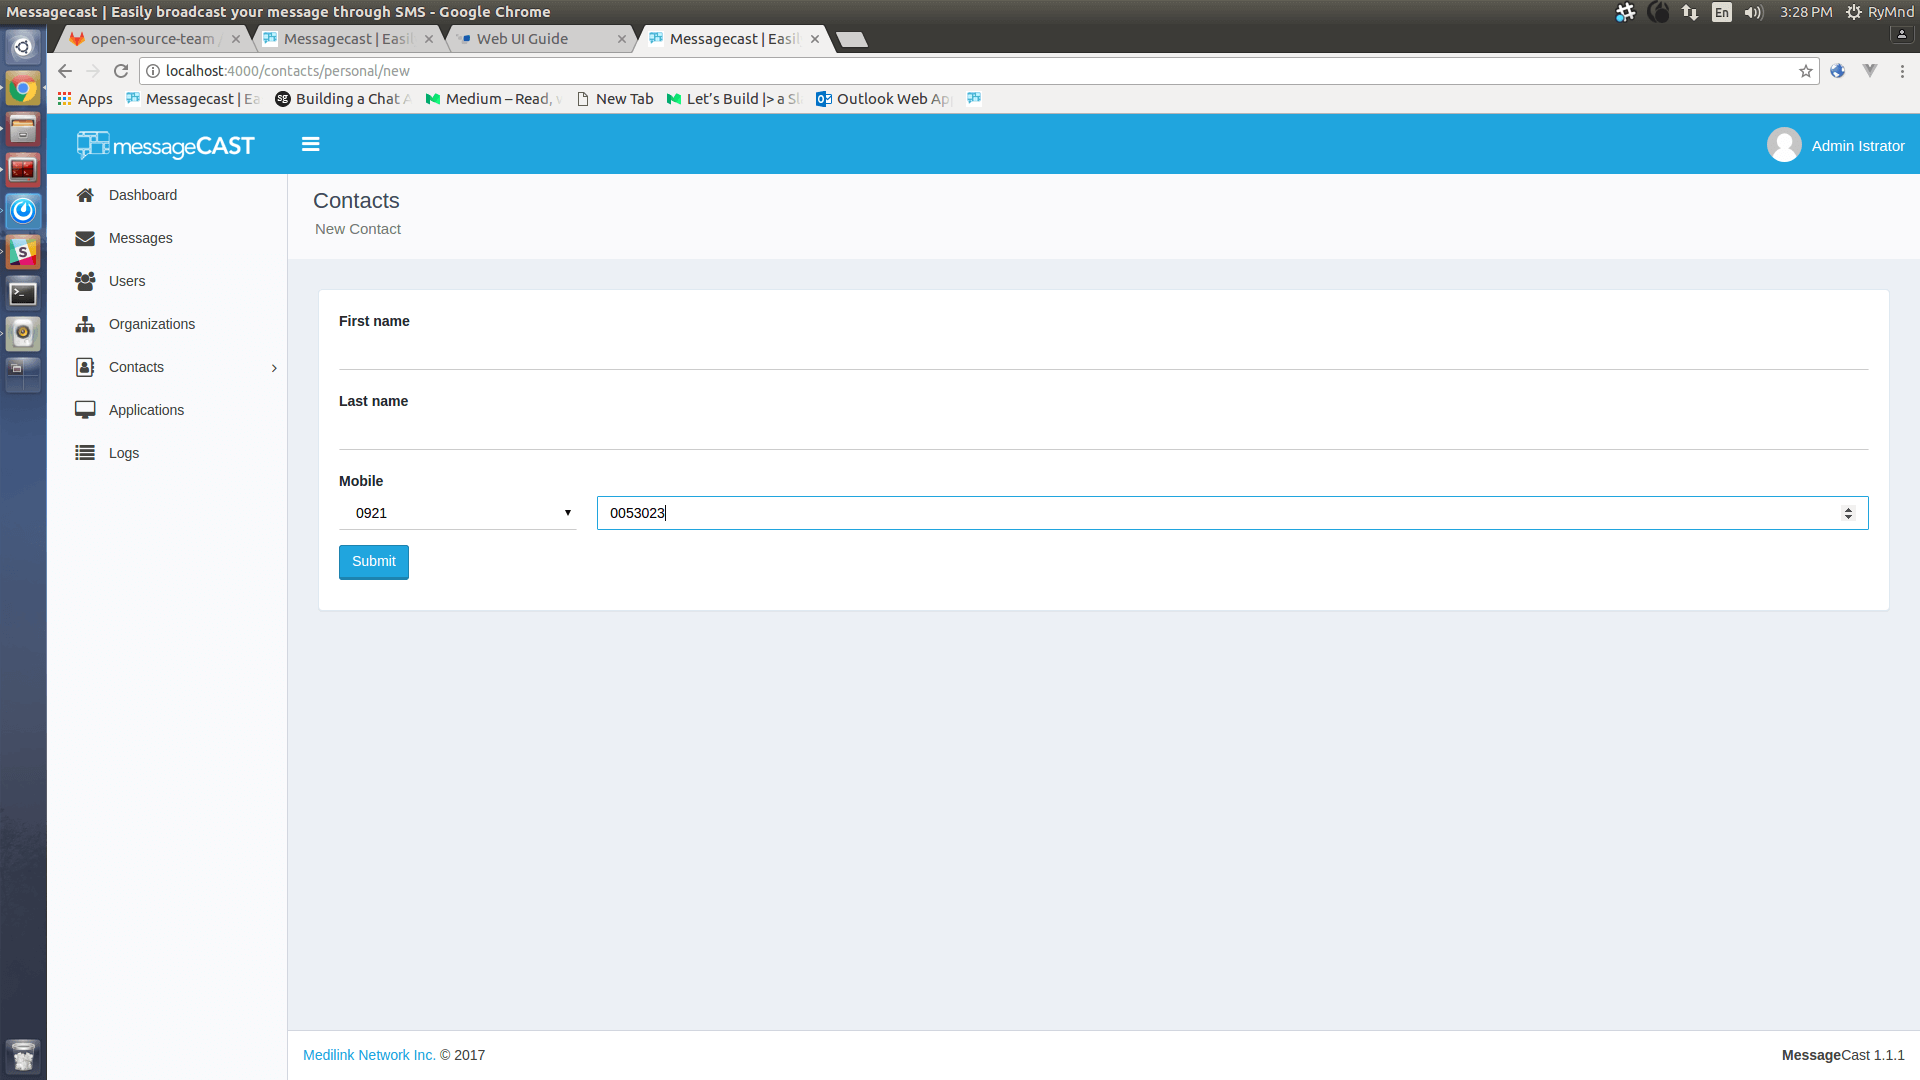 Messagecast | Easily broadcast your message through SMS - Google Chrome
En
3:28 PM
RyMnd
open-source-team
Messagecast | Easil
Web UI Guide
Messagecast | Easil
localhost:4000/contacts/personal/new
Apps
Messagecast | Ea
sg
Building a Chat A
Medium – Read, v
New Tab
Let's Build |> a Sl
Outlook Web App
messageCAST
Admin Istrator
Dashboard
Messages
Users
Organizations
Contacts
Applications
Logs
Contacts
New Contact
First name
Last name
Mobile
0921
0053023
Submit
Medilink Network Inc. © 2017
MessageCast 1.1.1